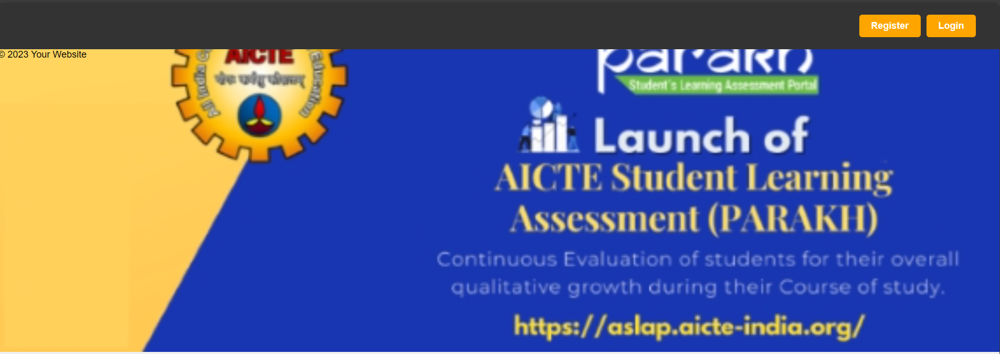 Register Login
© 2023 Your Website
AICTE
All India
Education
parakh
Student's Learning Assessment Portal
Launch of
AICTE Student Learning
Assessment (PARAKH)
Continuous Evaluation of students for their overall
qualitative growth during their Course of study.
https://aslap.aicte-india.org/